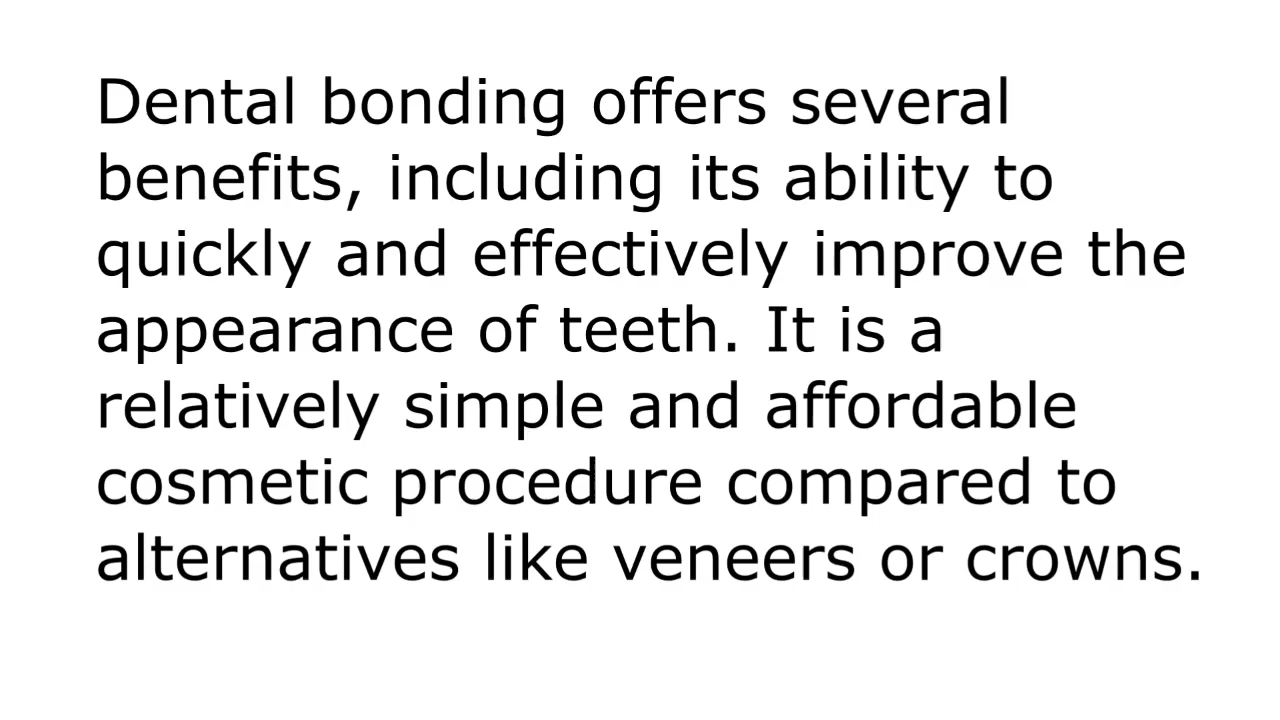 Dental bonding offers several
benefits, including its ability to
quickly and effectively improve the
appearance of teeth. It is a
relatively simple and affordable
cosmetic procedure compared to
alternatives like veneers or crowns.